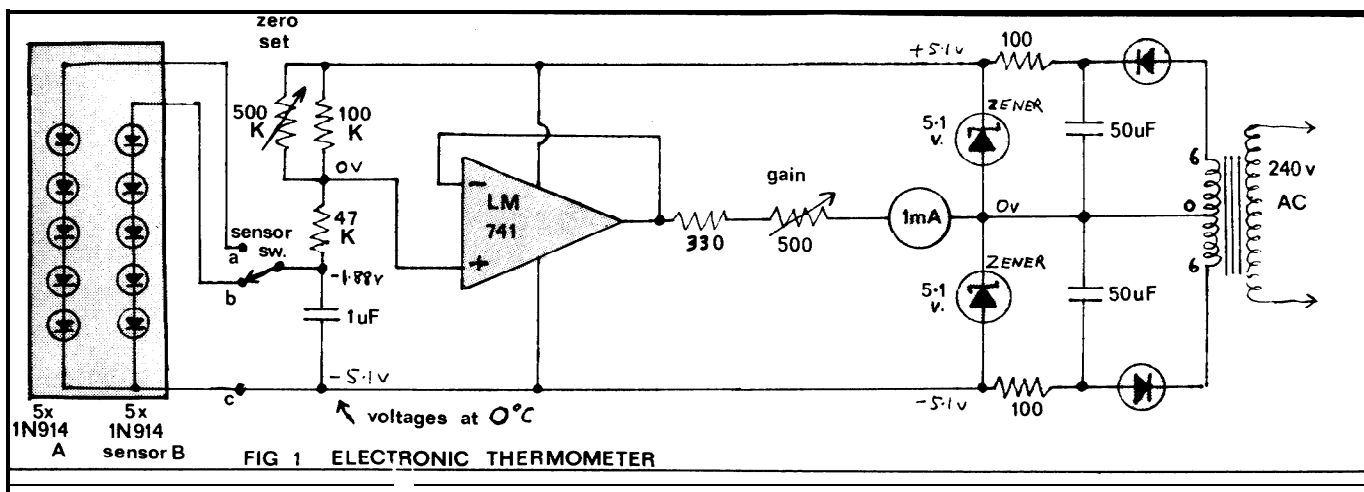 zero
set
+5.1v
100
500
K
100
K
ZENER
5.1
v.
50uF
0v
6
240v
AC
0
6
LM
741
-
+
gain
330
500
1mA
0v
47
K
sensor
sw.
a
b
c
-1.88v
1uF
ZENER
5.1
v.
50uF
-5.1v
-5.1v
100
voltages at 0°C
5x
1N914
A
5x
1N914
sensor B
FIG 1 ELECTRONIC THERMOMETER